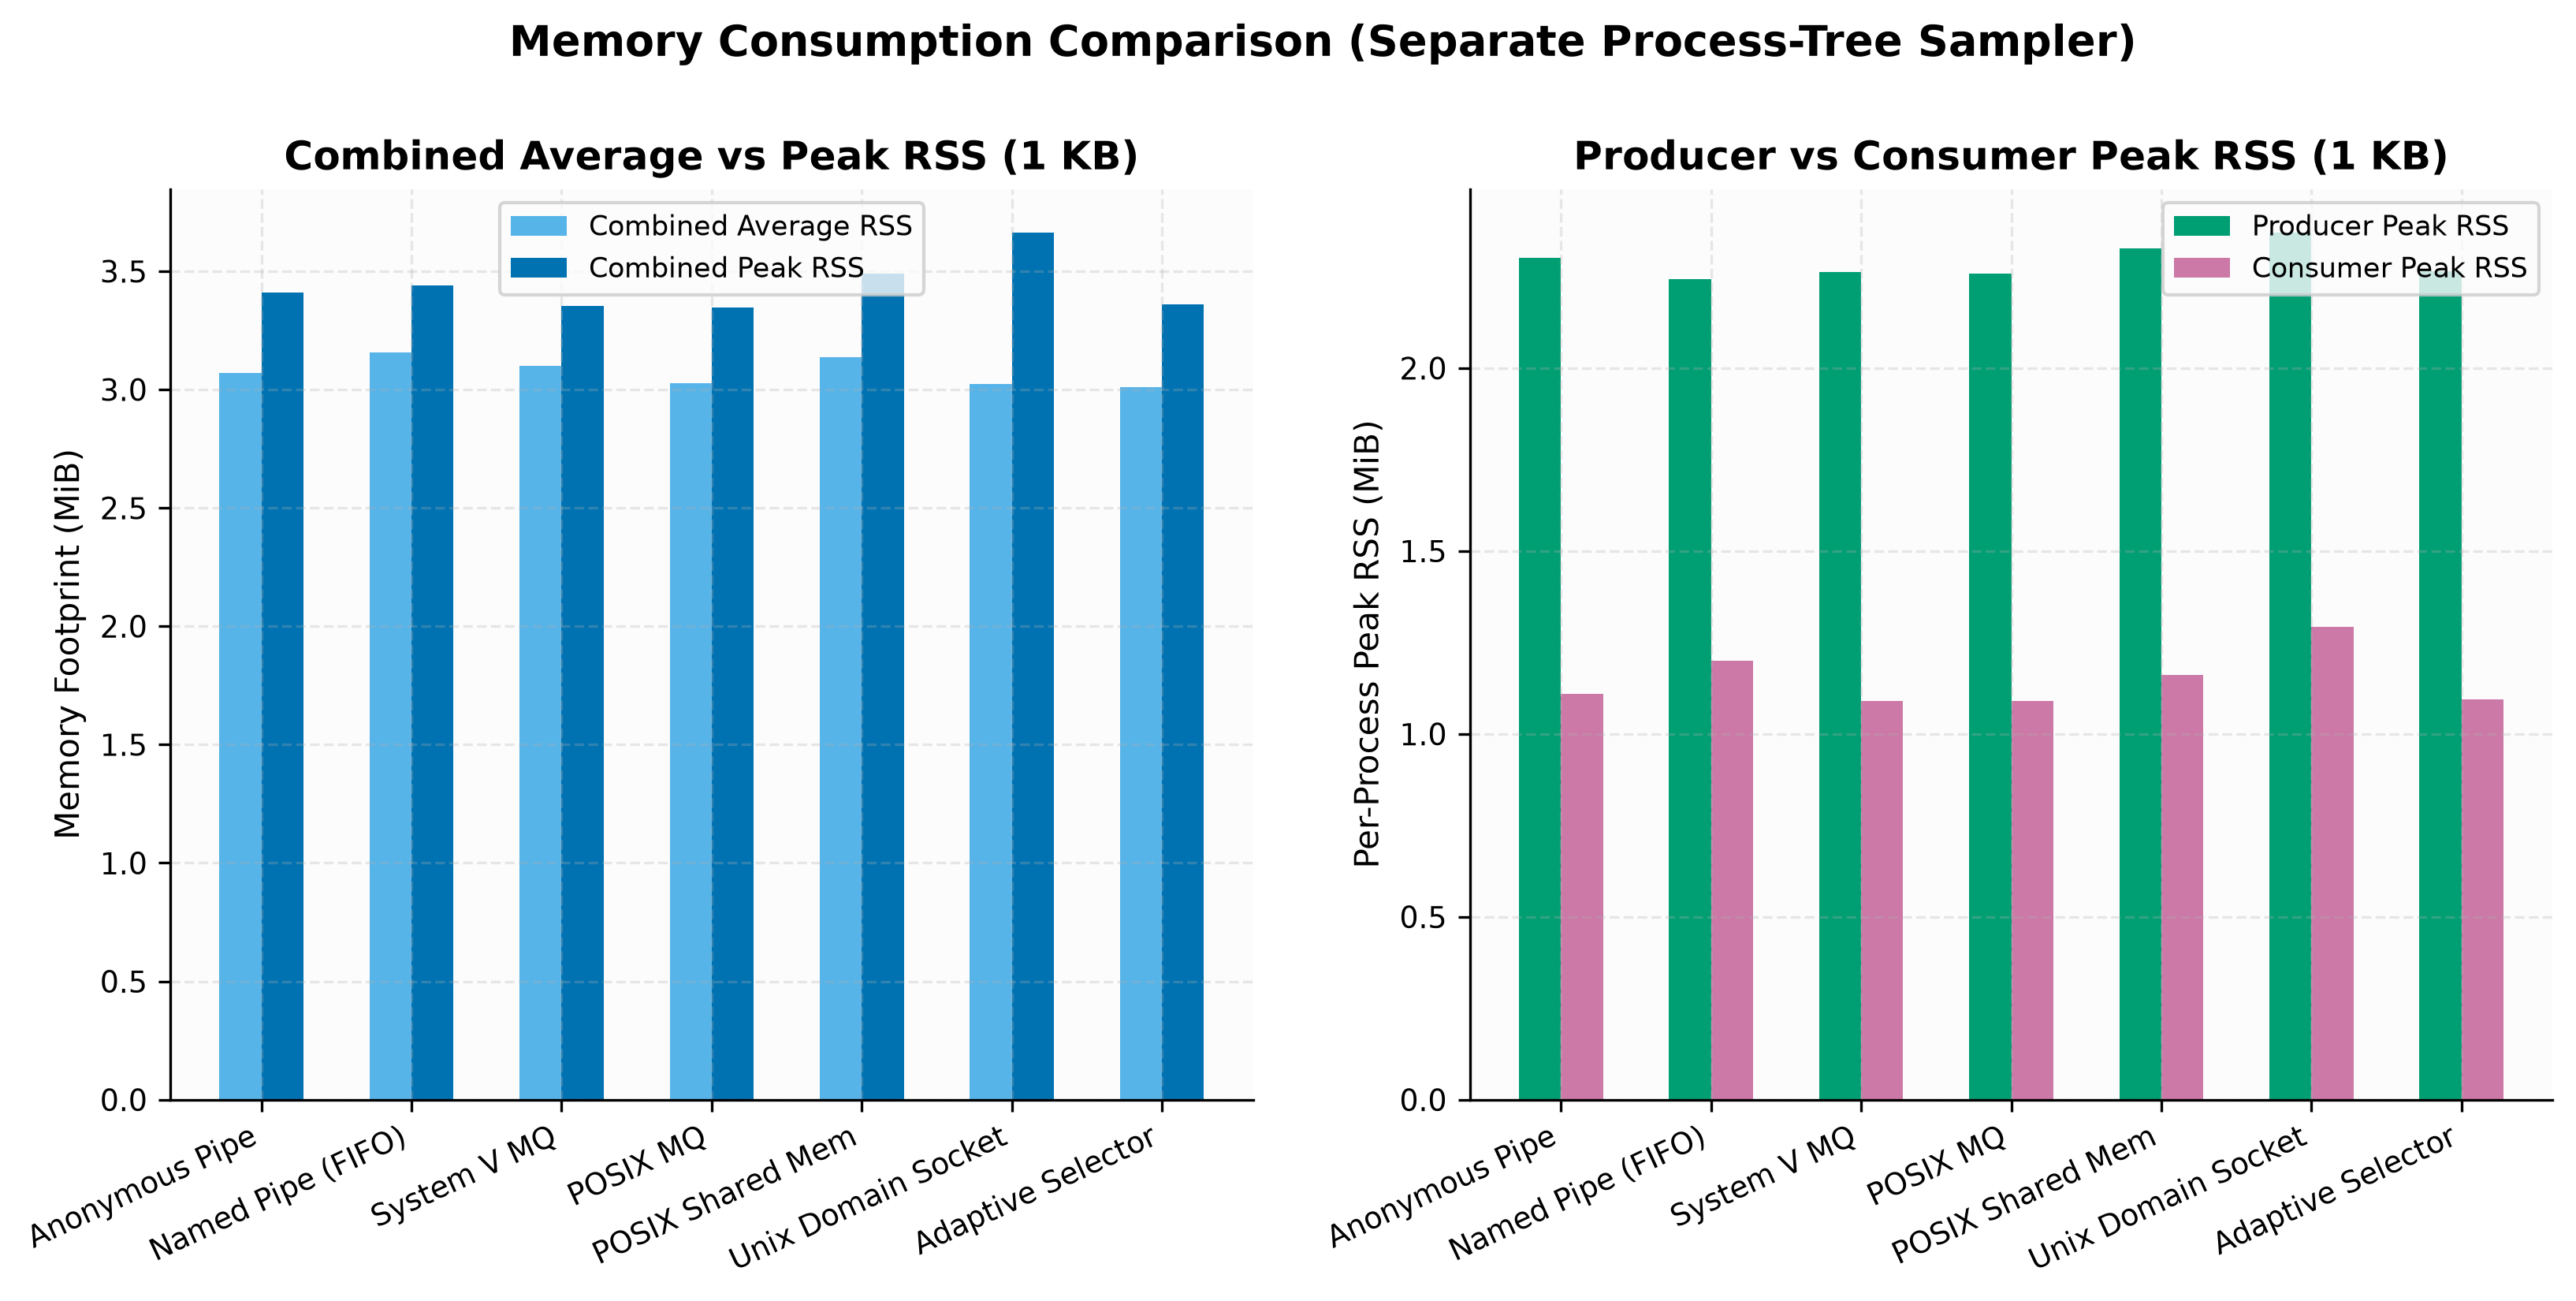 Memory Consumption Comparison (Separate Process-Tree Sampler)
Combined Average vs Peak RSS (1 KB)
Combined Average RSS
Combined Peak RSS
Memory Footprint (MiB)
3.5
3.0
2.5
2.0
1.5
1.0
0.5
0.0
Anonymous Pipe
Named Pipe (FIFO)
System V MQ
POSIX MQ
POSIX Shared Mem
Unix Domain Socket
Adaptive Selector
Producer vs Consumer Peak RSS (1 KB)
Producer Peak RSS
Consumer Peak RSS
Per-Process Peak RSS (MiB)
2.0
1.5
1.0
0.5
0.0
Anonymous Pipe
Named Pipe (FIFO)
System V MQ
POSIX MQ
POSIX Shared Mem
Unix Domain Socket
Adaptive Selector